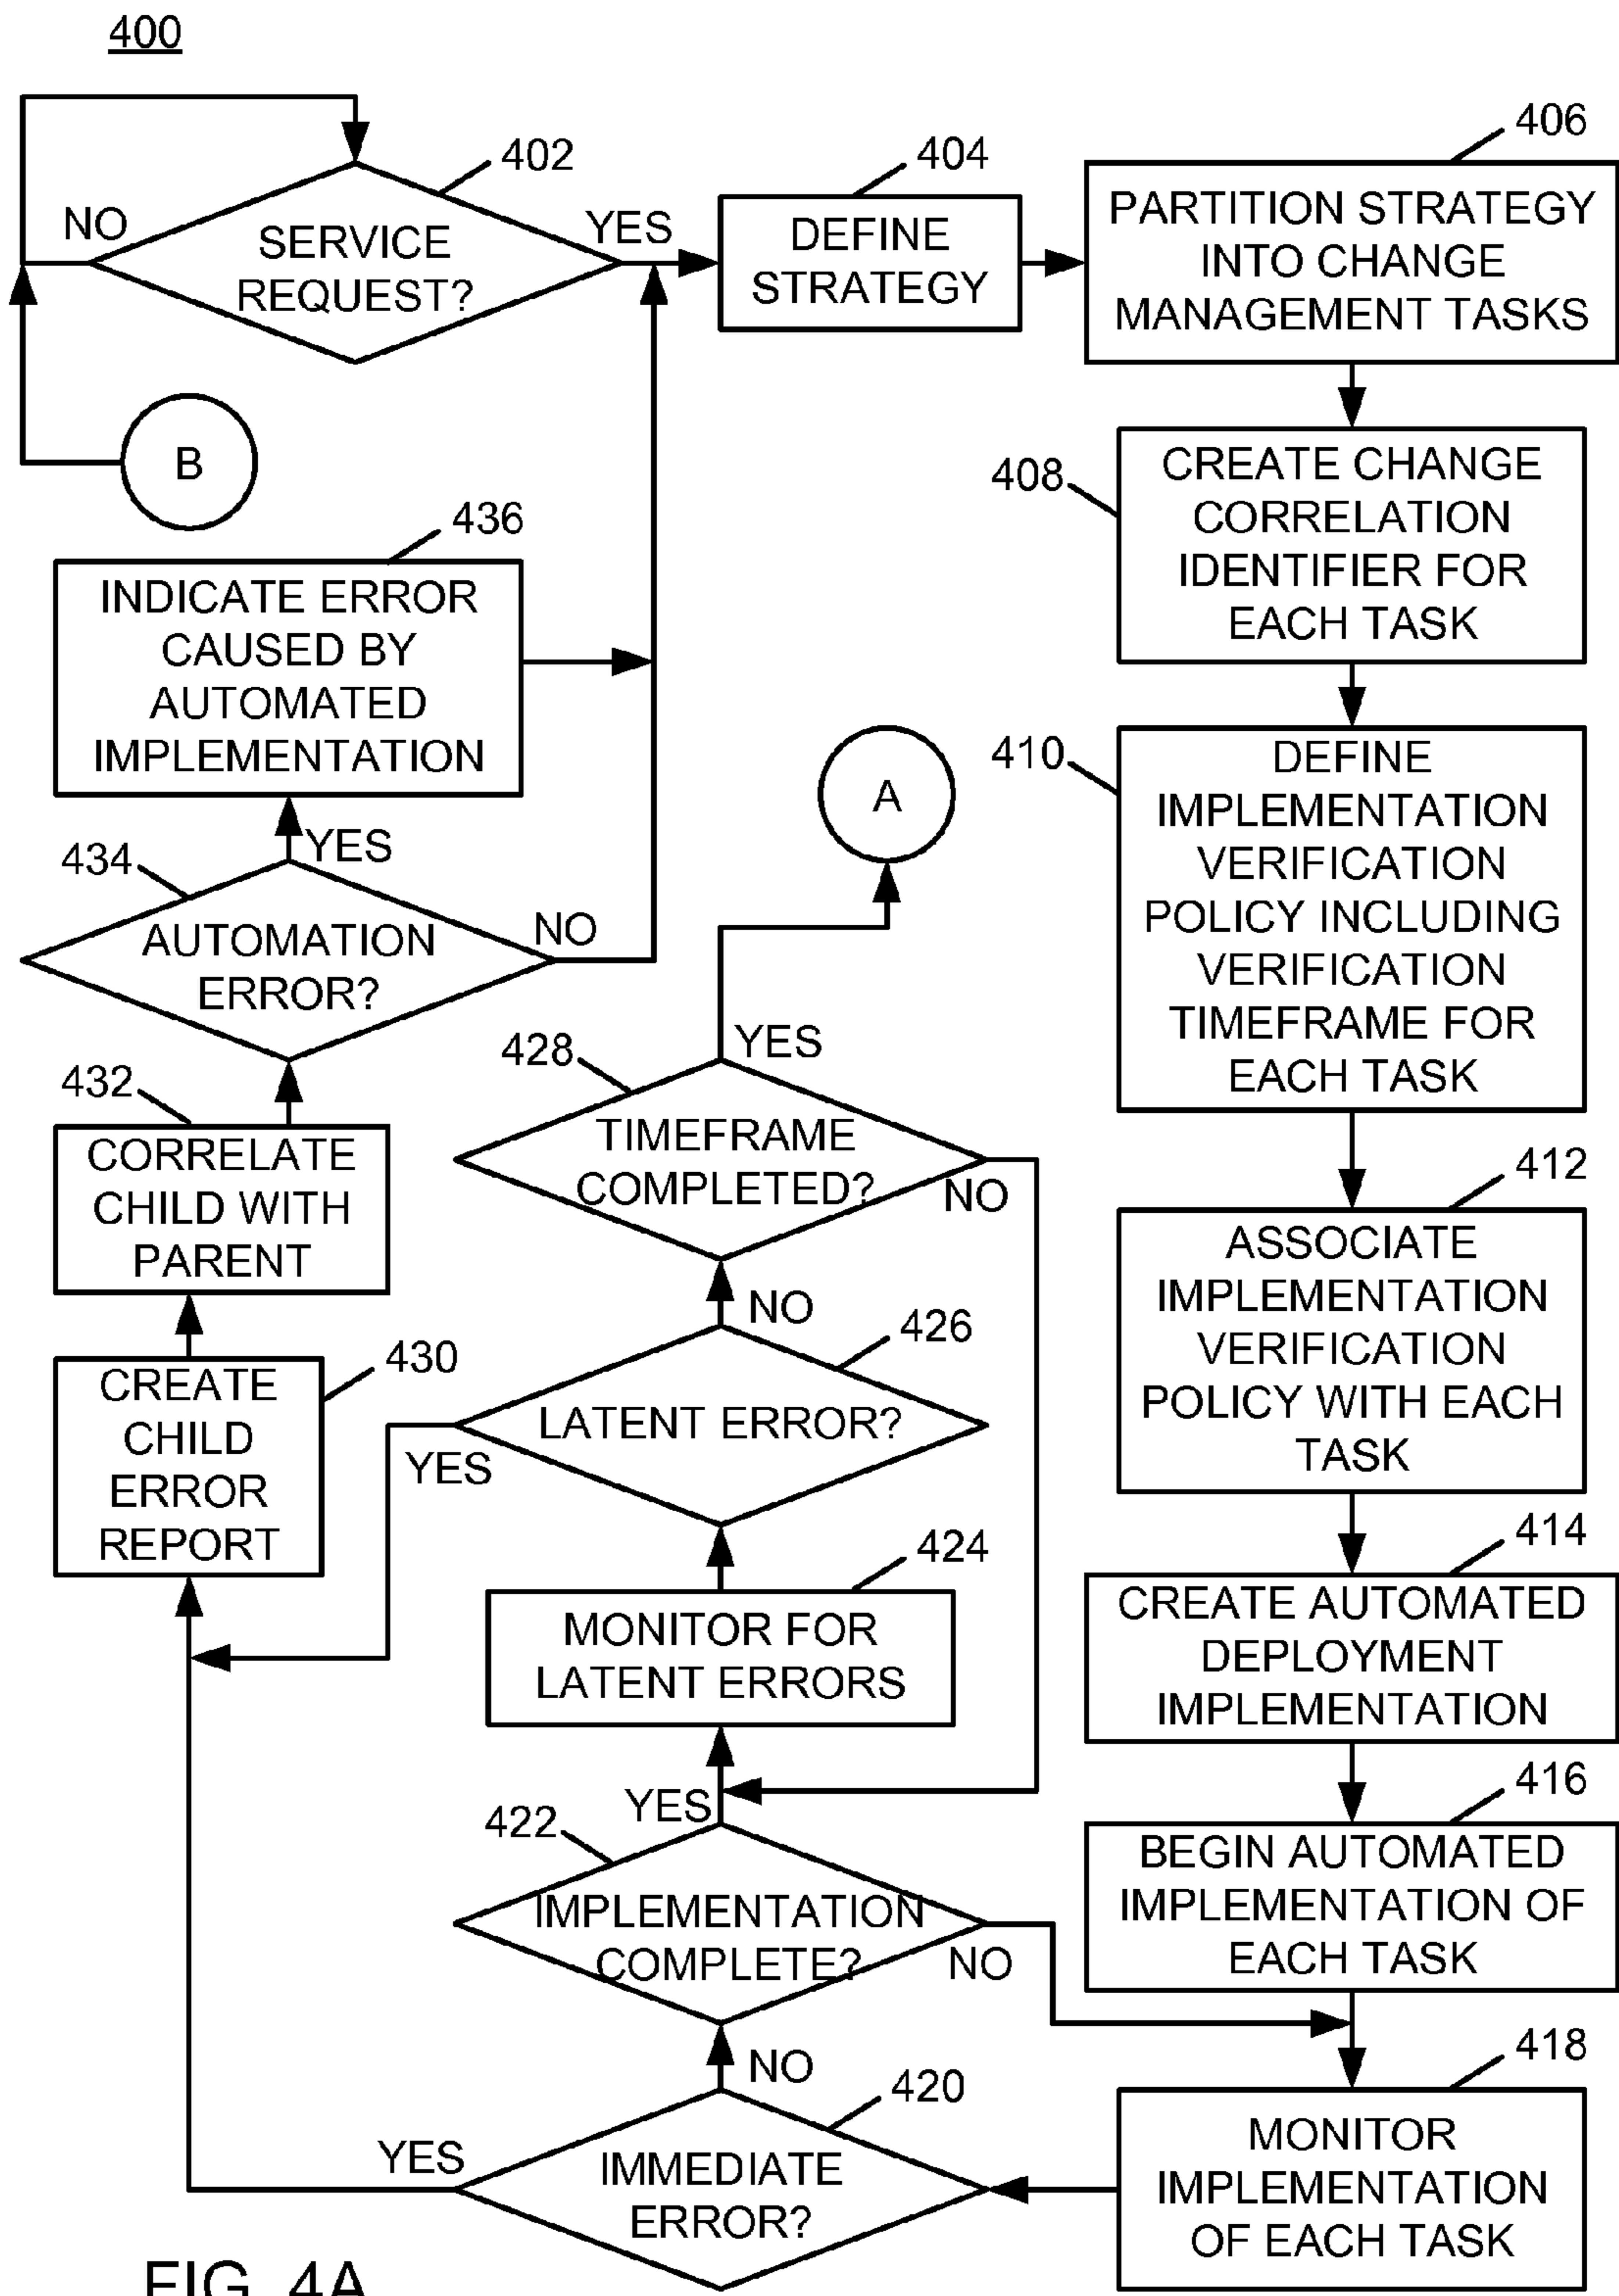 400
402
NO
SERVICE
REQUEST?
YES
404
DEFINE
STRATEGY
406
PARTITION STRATEGY
INTO CHANGE
MANAGEMENT TASKS
B
408
CREATE CHANGE
CORRELATION
IDENTIFIER FOR
EACH TASK
436
INDICATE ERROR
CAUSED BY
AUTOMATED
IMPLEMENTATION
410
DEFINE
IMPLEMENTATION
VERIFICATION
POLICY INCLUDING
VERIFICATION
TIMEFRAME FOR
EACH TASK
A
YES
434
AUTOMATION
ERROR?
NO
428
YES
TIMEFRAME
COMPLETED?
NO
432
CORRELATE
CHILD WITH
PARENT
412
ASSOCIATE
IMPLEMENTATION
VERIFICATION
POLICY WITH EACH
TASK
NO
426
LATENT ERROR?
YES
430
CREATE
CHILD
ERROR
REPORT
424
MONITOR FOR
LATENT ERRORS
414
CREATE AUTOMATED
DEPLOYMENT
IMPLEMENTATION
YES
422
IMPLEMENTATION
COMPLETE?
NO
416
BEGIN AUTOMATED
IMPLEMENTATION OF
EACH TASK
NO
420
YES
IMMEDIATE
ERROR?
418
MONITOR
IMPLEMENTATION
OF EACH TASK
FIG. 4A